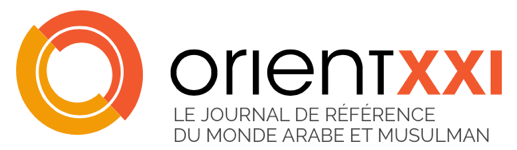 orientxxi
LE JOURNAL DE RÉFÉRENCE
DU MONDE ARABE ET MUSULMAN